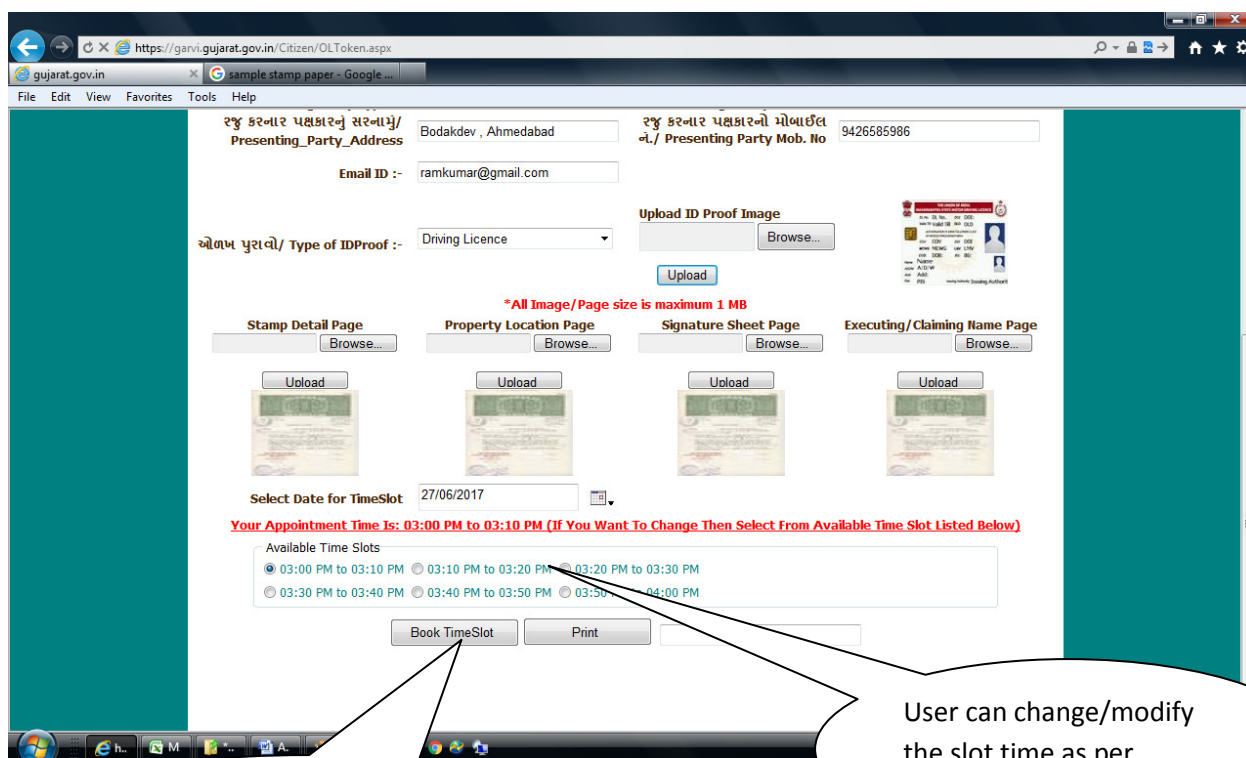 https://garvi.gujarat.gov.in/Citizen/OLToken.aspx
gujarat.gov.in
sample stamp paper - Google ...
File Edit View Favorites Tools Help
રજુ કરનાર પક્ષકારનું સરનામું/
Presenting_Party_Address
Bodakdev , Ahmedabad
રજુ કરનાર પક્ષકારનો મોબાઈલ
નં./ Presenting Party Mob. No
9426585986
Email ID :-
ramkumar@gmail.com
ઓળખ પુરાવો/ Type of IDProof :-
Driving Licence
Upload ID Proof Image
Browse...
Upload
Name
*All Image/Page size is maximum 1 MB
Stamp Detail Page Property Location Page Signature Sheet Page Executing/Claiming Name Page
Browse... Browse... Browse... Browse...
Upload Upload Upload Upload
Select Date for TimeSlot 27/06/2017
Your Appointment Time Is: 03:00 PM to 03:10 PM (If You Want To Change Then Select From Available Time Slot Listed Below)
Available Time Slots
03:00 PM to 03:10 PM 03:10 PM to 03:20 PM 03:20 PM to 03:30 PM
03:30 PM to 03:40 PM 03:40 PM to 03:50 PM 03:50 PM to 04:00 PM
Book TimeSlot Print
User can change/modify
the slot time as per
h.. M *.. A.